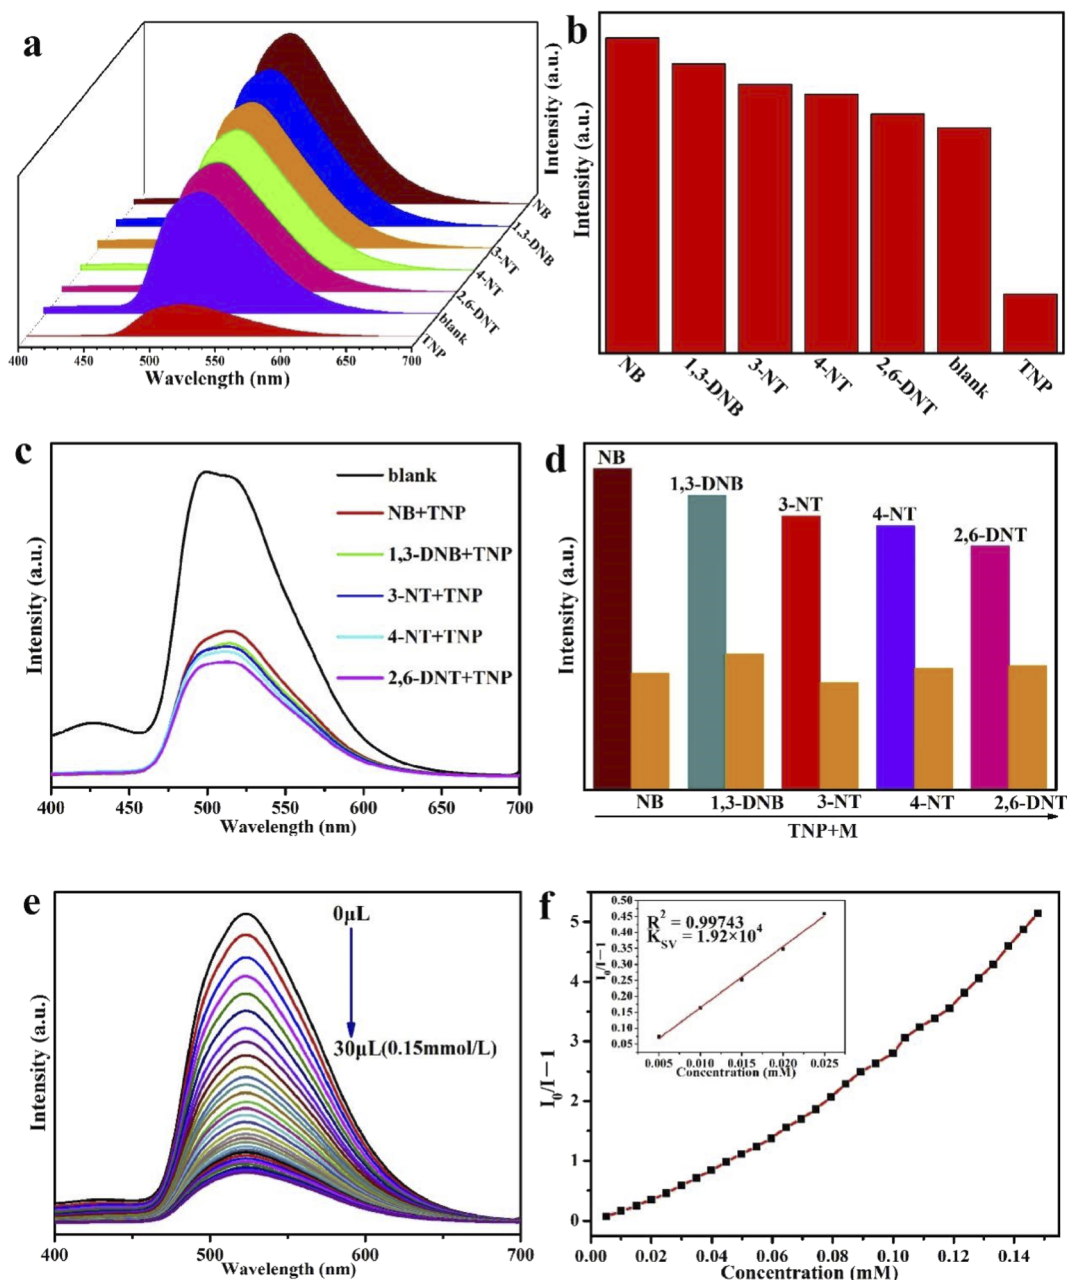 a
Intensity (a.u.)
NB
1,3-DNB
3-NT
4-NT
2,6-DNT
blank
TNP
400 450 500 550 600 650 700
Wavelength (nm)
b
Intensity (a.u.)
NB 1,3-DNB 3-NT 4-NT 2,6-DNT blank TNP
c
Intensity (a.u.)
blank
NB+TNP
1,3-DNB+TNP
3-NT+TNP
4-NT+TNP
2,6-DNT+TNP
400 450 500 550 600 650 700
Wavelength (nm)
d
Intensity (a.u.)
NB
1,3-DNB
3-NT
4-NT
2,6-DNT
NB 1,3-DNB 3-NT 4-NT 2,6-DNT
TNP+M
e
Intensity (a.u.)
0μL
30μL(0.15mmol/L)
400 500 600 700
Wavelength (nm)
f
I0/I−1
5
4
3
2
1
0
0.00 0.02 0.04 0.06 0.08 0.10 0.12 0.14
Concentration (mM)
I0/I−1
0.50
0.45
0.40
0.35
0.30
0.25
0.20
0.15
0.10
0.05
R² = 0.99743
KSV = 1.92×10⁴
0.005 0.010 0.015 0.020 0.025
Concentration (mM)